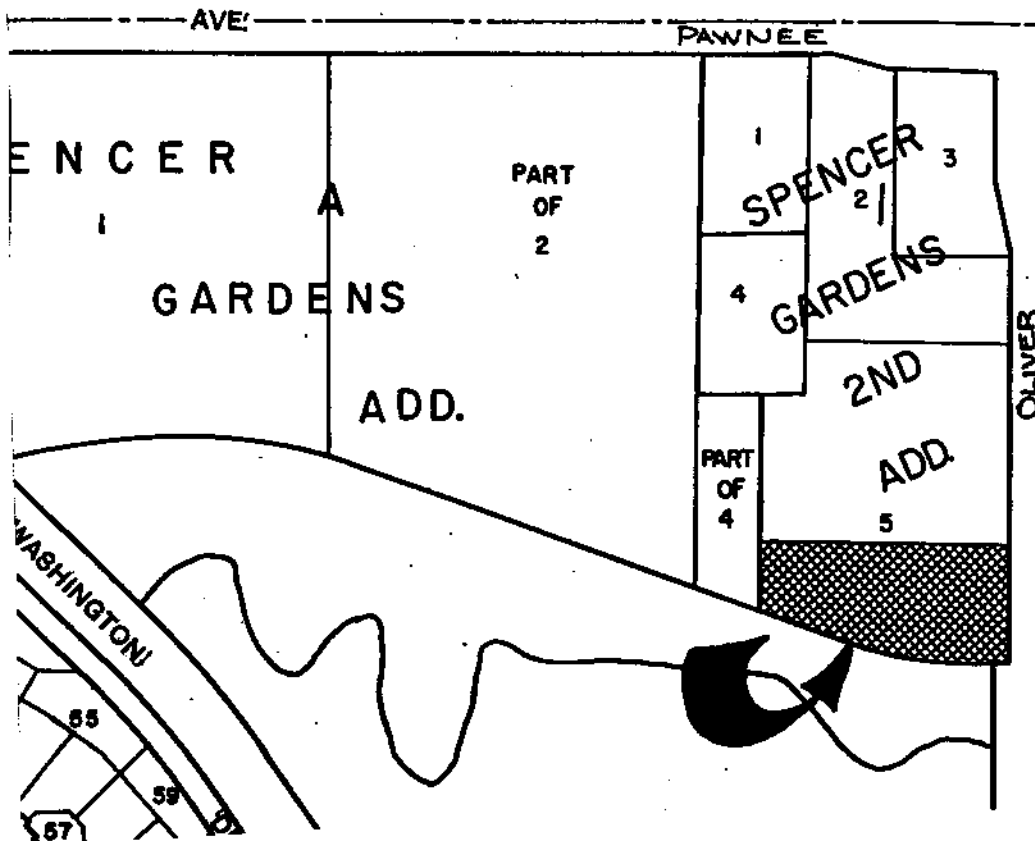 AVE.
PAWNEE
ENCER
1
A
GARDENS
ADD.
PART
OF
2
1
SPENCER
2
3
1
4
GARDENS
2ND
ADD.
PART
OF
4
5
OLIVER
WASHINGTON
55
59
57